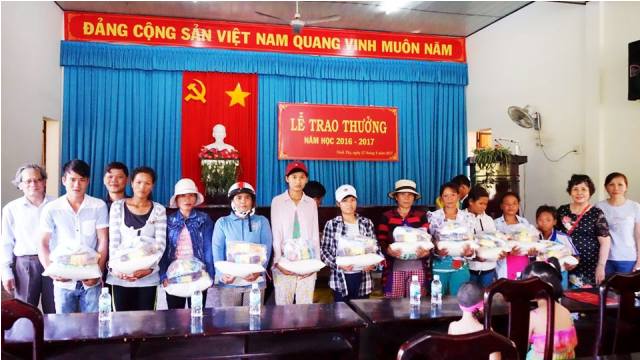 ĐẢNG CỘNG SẢN VIỆT NAM QUANG VINH MUÔN NĂM
LỄ TRAO THƯỞNG
NĂM HỌC 2016 - 2017